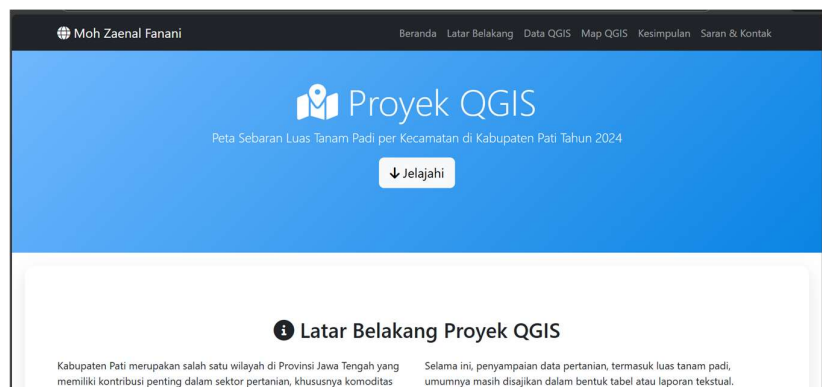 Moh Zaenal Fanani
Beranda Latar Belakang Data QGIS Map QGIS Kesimpulan Saran & Kontak
Proyek QGIS
Peta Sebaran Luas Tanam Padi per Kecamatan di Kabupaten Pati Tahun 2024
Jelajahi
Latar Belakang Proyek QGIS
Kabupaten Pati merupakan salah satu wilayah di Provinsi Jawa Tengah yang
memiliki kontribusi penting dalam sektor pertanian, khususnya komoditas
Selama ini, penyampaian data pertanian, termasuk luas tanam padi,
umumnya masih disajikan dalam bentuk tabel atau laporan tekstual.